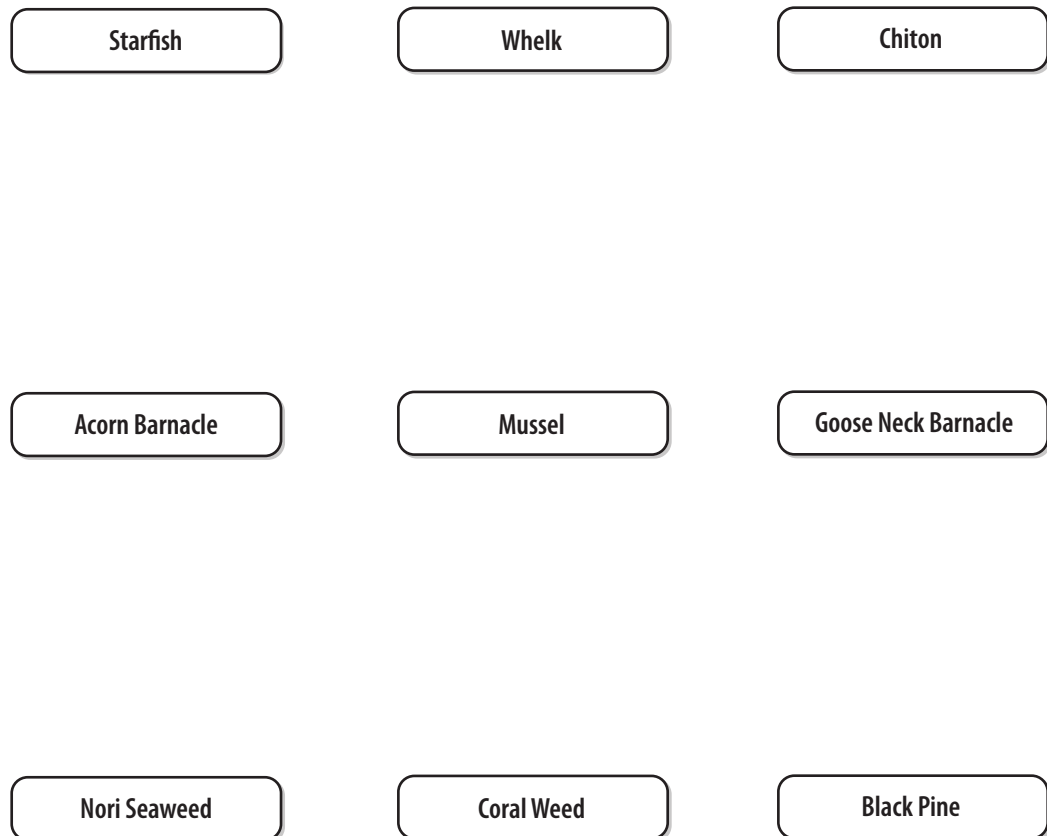 Starfish
Whelk
Chiton
Acorn Barnacle
Mussel
Goose Neck Barnacle
Nori Seaweed
Coral Weed
Black Pine